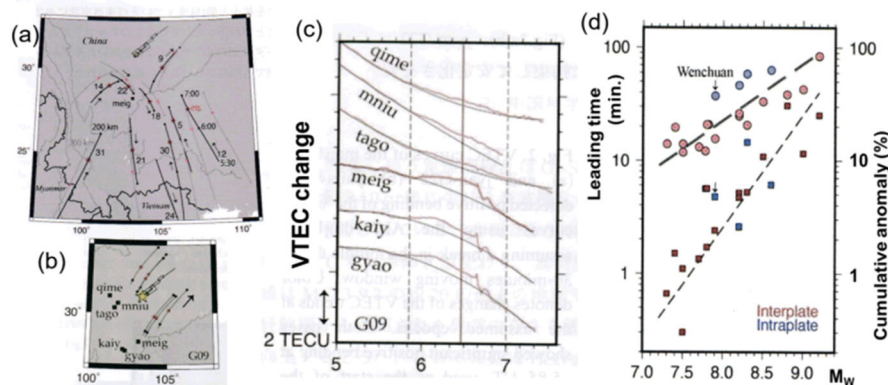 (a)
China
30°
25°
14
22
9
7:00
meig
18
200 km
5
6:00
31
21
30
12
5:30
Myanmar
Vietnam
24
100°
105°
110°
(b)
qime
mniu
tago
30°
meig
kaiy
gyao
G09
100°
105°
(c)
VTEC change
qime
mniu
tago
meig
kaiy
gyao
2 TECU
G09
5
6
7
(d)
Leading time
(min.)
100
10
1
Wenchuan
Interplate
Intraplate
7.0
7.5
8.0
8.5
9.0
Mw
100
10
1
Cumulative anomaly (%)